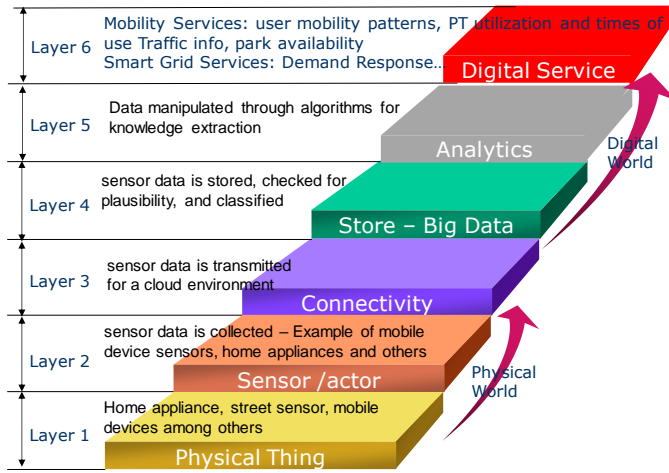 Layer 6
Mobility Services: user mobility patterns, PT utilization and times of
use Traffic info, park availability
Smart Grid Services: Demand Response…
Digital Service
Layer 5
Data manipulated through algorithms for
knowledge extraction
Analytics
Digital
World
Layer 4
sensor data is stored, checked for
plausibility, and classified
Store – Big Data
Layer 3
sensor data is transmitted
for a cloud environment
Connectivity
Layer 2
sensor data is collected – Example of mobile
device sensors, home appliances and others
Sensor /actor
Physical
World
Layer 1
Home appliance, street sensor, mobile
devices among others
Physical Thing